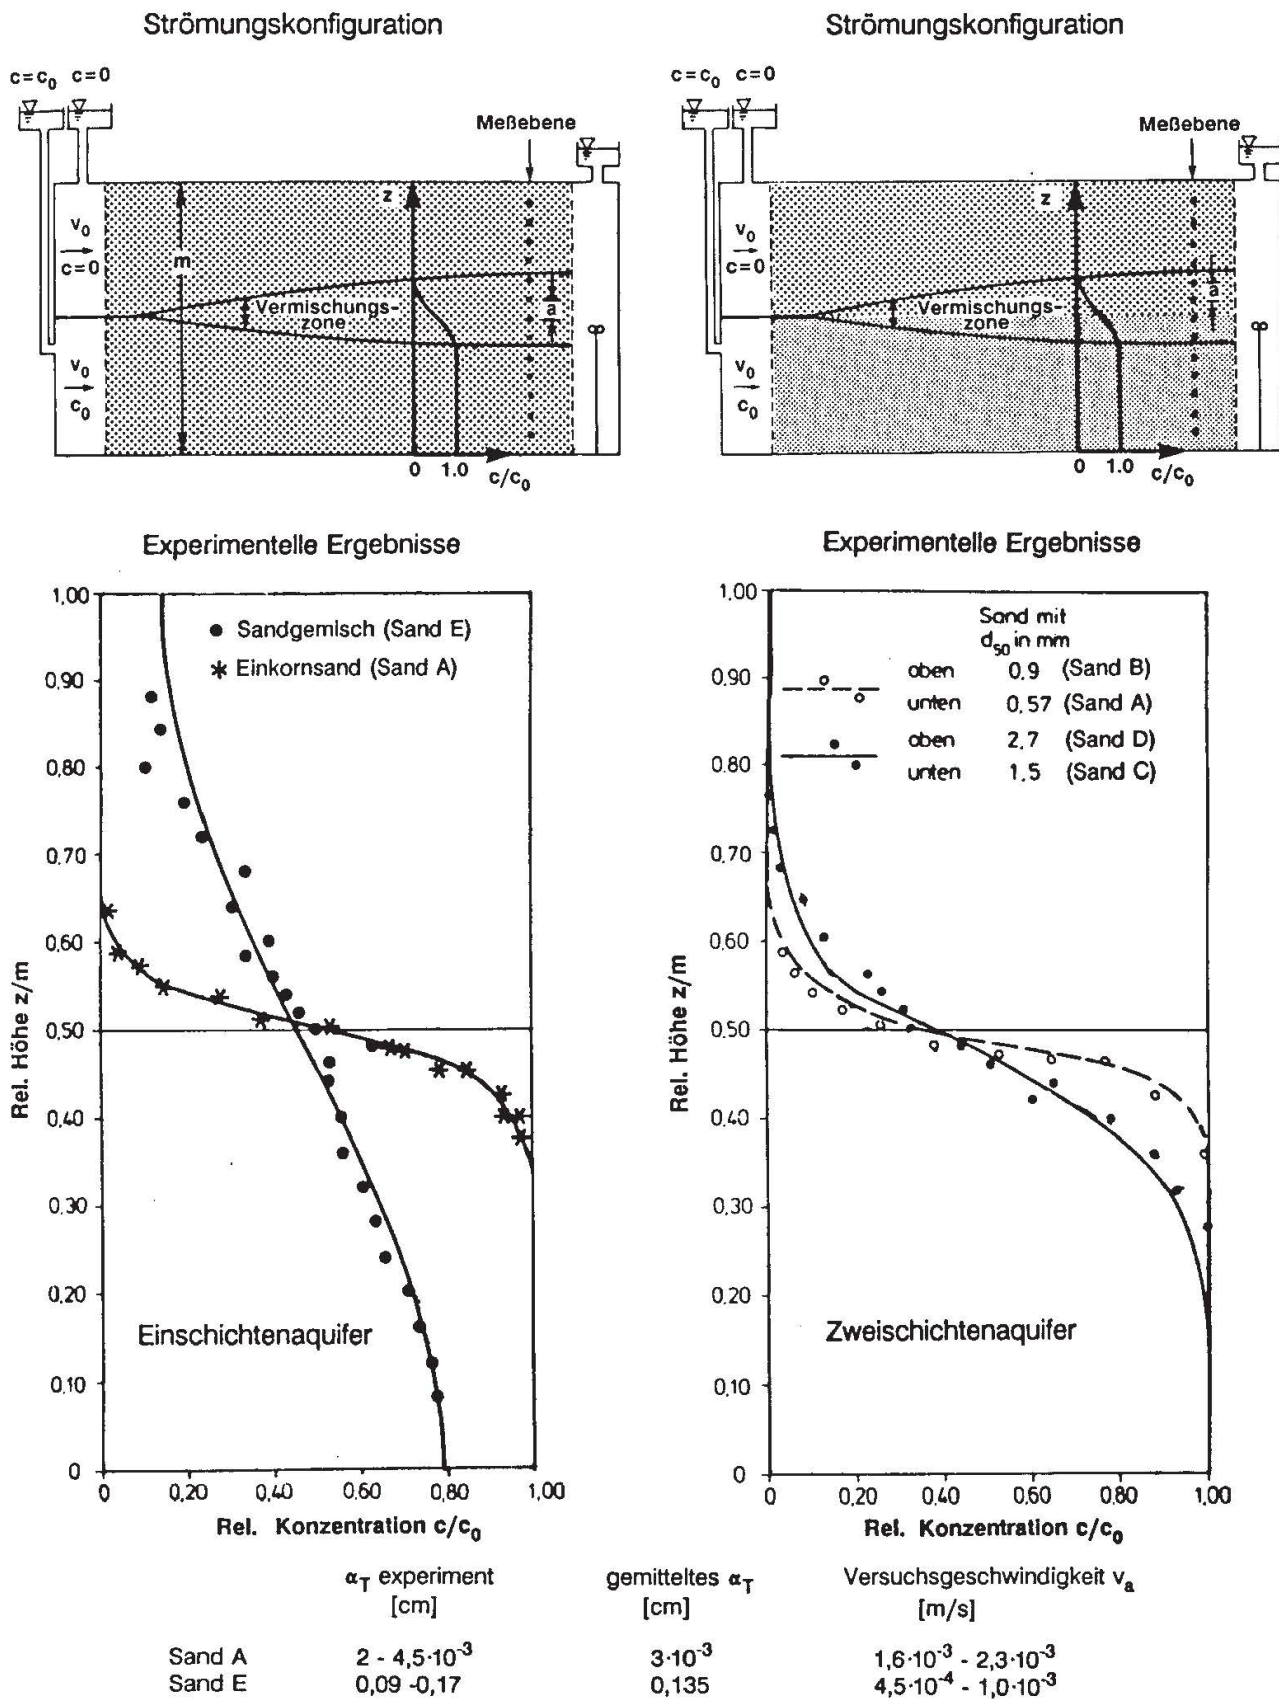 Strömungskonfiguration
c=c₀ c=0
Meßebene
z
v₀
c=0
m
Vermischungs-
zone
a
v₀
c₀
0 1.0 c/c₀
Strömungskonfiguration
c=c₀ c=0
Meßebene
z
v₀
c=0
Vermischungs-
zone
a
v₀
c₀
0 1.0 c/c₀
Experimentelle Ergebnisse
1,00
0,90
0,80
0,70
0,60
0,50
0,40
0,30
0,20
0,10
0
Rel. Höhe z/m
● Sandgemisch (Sand E)
* Einkornsand (Sand A)
Einschichtenaquifer
0 0,20 0,40 0,60 0,80 1,00
Rel. Konzentration c/c₀
Experimentelle Ergebnisse
1.00
0.90
0.80
0.70
0.60
0.50
0.40
0.30
0.20
0.10
0
Rel. Höhe z/m
Sand mit
d₅₀ in mm
oben 0,9 (Sand B)
unten 0,57 (Sand A)
oben 2,7 (Sand D)
unten 1,5 (Sand C)
Zweischichtenaquifer
0 0,20 0,40 0,60 0,80 1,00
Rel. Konzentration c/c₀
α_T experiment gemitteltes α_T Versuchsgeschwindigkeit vₐ
[cm] [cm] [m/s]
Sand A 2 - 4,5·10⁻³ 3·10⁻³ 1,6·10⁻³ - 2,3·10⁻³
Sand E 0,09 -0,17 0,135 4,5·10⁻⁴ - 1,0·10⁻³